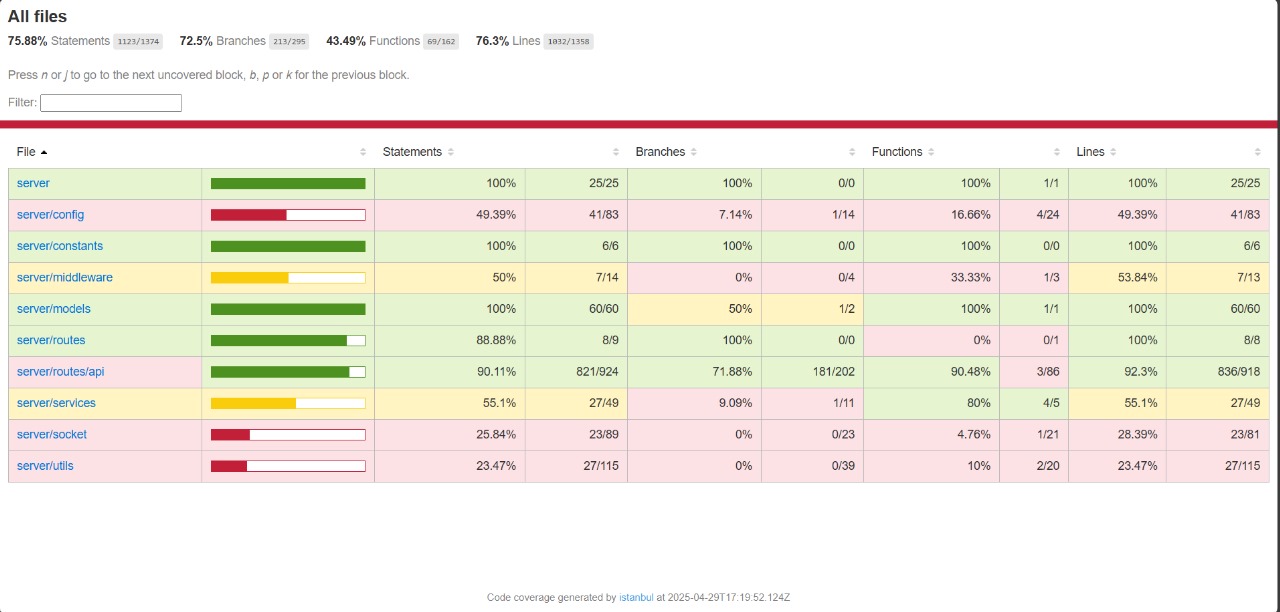 All files
75.88% Statements 1123/1374 72.5% Branches 213/295 43.49% Functions 69/162 76.3% Lines 1032/1358
Press n or j to go to the next uncovered block, b, p or k for the previous block.
Filter:
File Statements Branches Functions Lines
server 100% 25/25 100% 0/0 100% 1/1 100% 25/25
server/config 49.39% 41/83 7.14% 1/14 16.66% 4/24 49.39% 41/83
server/constants 100% 6/6 100% 0/0 100% 0/0 100% 6/6
server/middleware 50% 7/14 0% 0/4 33.33% 1/3 53.84% 7/13
server/models 100% 60/60 50% 1/2 100% 1/1 100% 60/60
server/routes 88.88% 8/9 100% 0/0 0% 0/1 100% 8/8
server/routes/api 90.11% 821/924 71.88% 181/202 90.48% 3/86 92.3% 836/918
server/services 55.1% 27/49 9.09% 1/11 80% 4/5 55.1% 27/49
server/socket 25.84% 23/89 0% 0/23 4.76% 1/21 28.39% 23/81
server/utils 23.47% 27/115 0% 0/39 10% 2/20 23.47% 27/115
Code coverage generated by istanbul at 2025-04-29T17:19:52.124Z